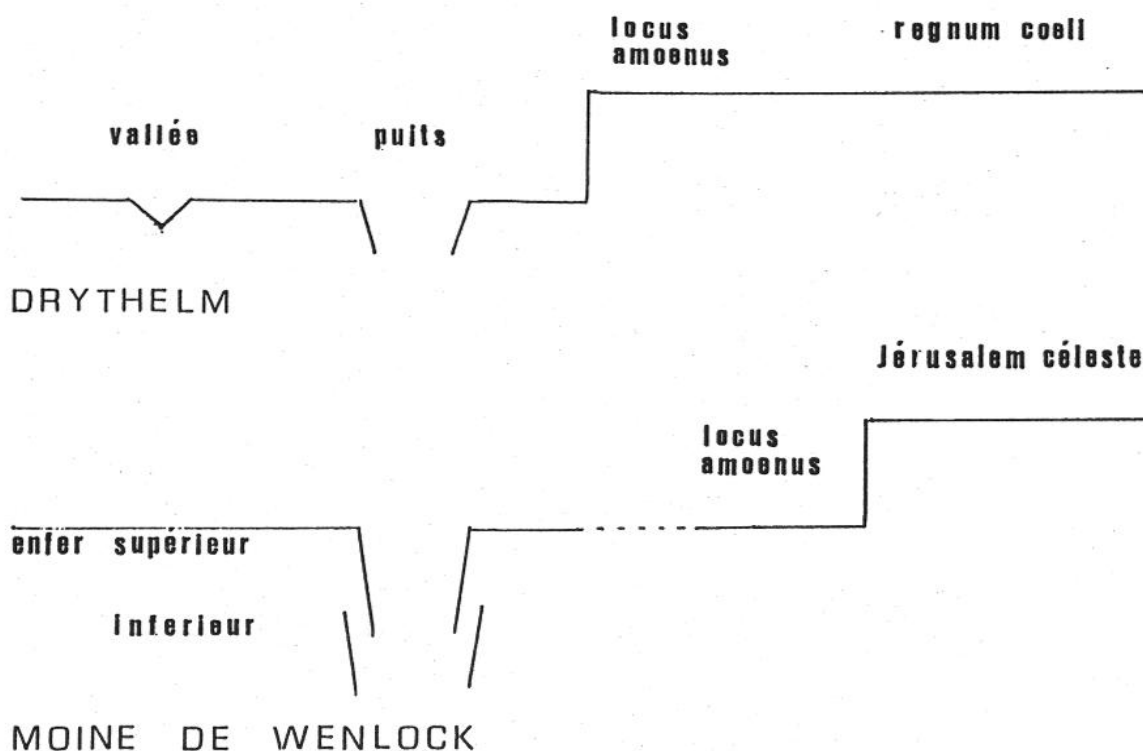 locus
amoenus
regnum coeli
vallée
puits
DRYTHELM
Jérusalem céleste
locus
amoenus
enfer supérieur
inferieur
MOINE DE WENLOCK